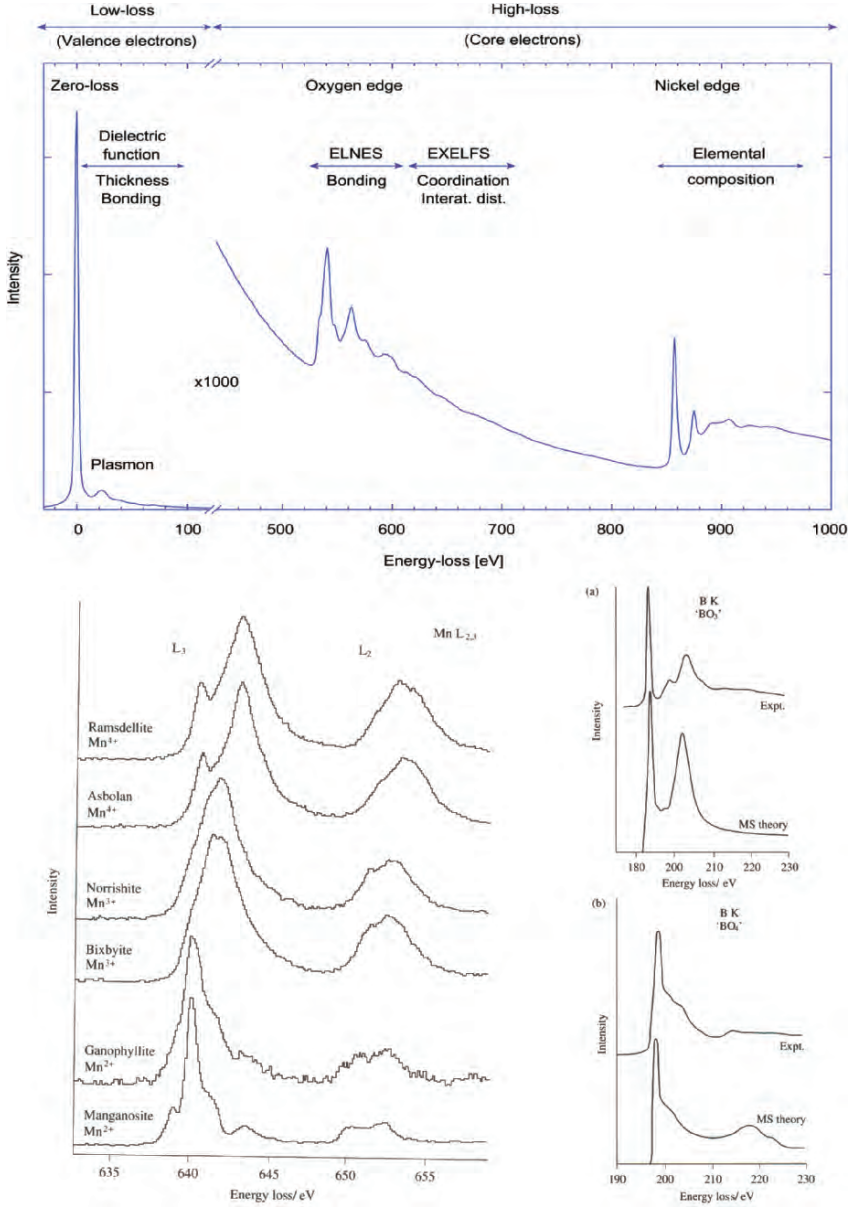 Low-loss
High-loss
(Valence electrons)
(Core electrons)
Zero-loss
Oxygen edge
Nickel edge
Dielectric
function
Thickness
Bonding
ELNES
Bonding
EXELFS
Coordination
Interat. dist.
Elemental
composition
Intensity
x1000
Plasmon
0
100
500
600
700
800
900
1000
Energy-loss [eV]
L3
L2
Mn L2,3
Ramsdellite
Mn4+
Asbolan
Mn4+
Norrishite
Mn3+
Bixbyite
Mn3+
Ganophyllite
Mn2+
Manganosite
Mn2+
Intensity
635
640
645
650
655
Energy loss/ eV
(a)
B K
'BO3'
Expt.
MS theory
Intensity
180
190
200
210
220
230
Energy loss/ eV
(b)
B K
'BO4'
Expt.
MS theory
Intensity
190
200
210
220
230
Energy loss/ eV